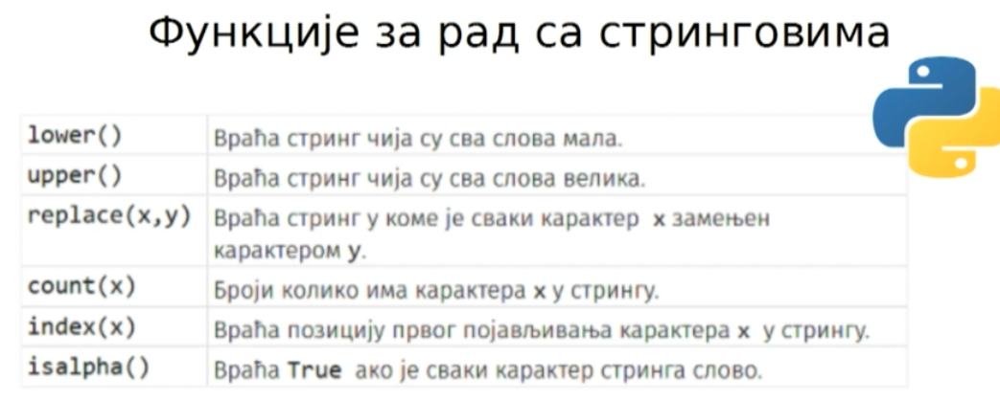 Функције за рад са стринговима
lower() Враћа стринг чија су сва слова мала.
upper() Враћа стринг чија су сва слова велика.
replace(x,y) Враћа стринг у коме је сваки карактер x замењен
карактером y.
count(x) Броји колико има карактера x у стрингу.
index(x) Враћа позицију првог појављивања карактера x у стрингу.
isalpha() Враћа True ако је сваки карактер стринга слово.